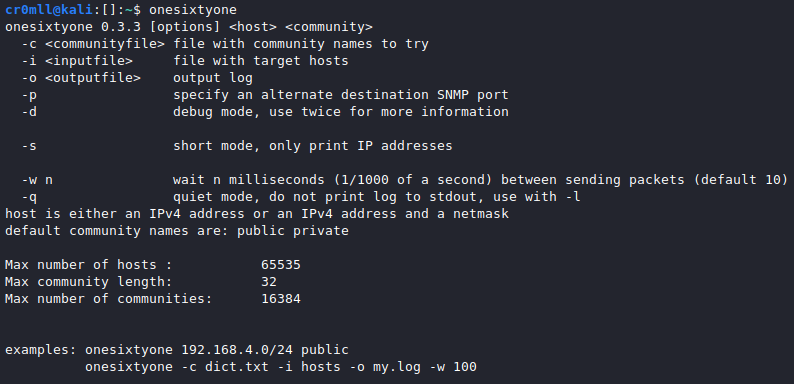 cr0mll@kali:[]:~$ onesixtyone
onesixtyone 0.3.3 [options] <host> <community>
-c <communityfile> file with community names to try
-i <inputfile> file with target hosts
-o <outputfile> output log
-p specify an alternate destination SNMP port
-d debug mode, use twice for more information
-s short mode, only print IP addresses
-w n wait n milliseconds (1/1000 of a second) between sending packets (default 10)
-q quiet mode, do not print log to stdout, use with -l
host is either an IPv4 address or an IPv4 address and a netmask
default community names are: public private
Max number of hosts : 65535
Max community length: 32
Max number of communities: 16384
examples: onesixtyone 192.168.4.0/24 public
onesixtyone -c dict.txt -i hosts -o my.log -w 100